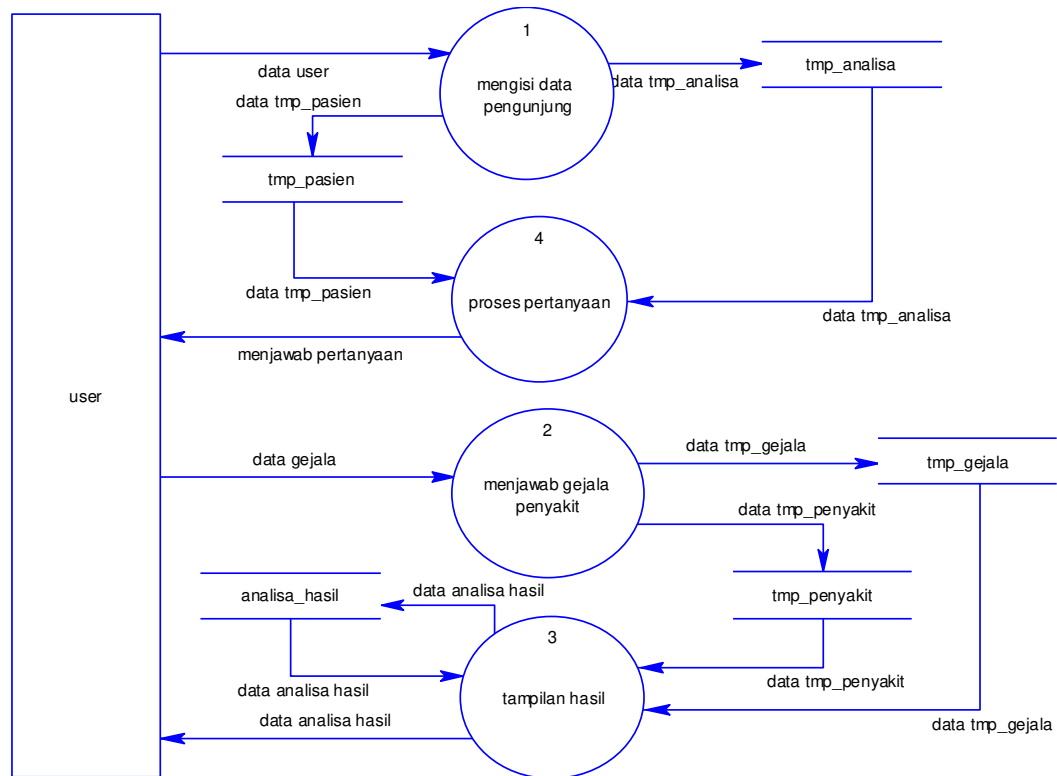 1
mengisi data
pengunjung
data user
data tmp_analisa
tmp_analisa
data tmp_pasien
tmp_pasien
data tmp_pasien
4
proses pertanyaan
data tmp_analisa
menjawab pertanyaan
user
2
menjawab gejala
penyakit
data gejala
data tmp_gejala
tmp_gejala
data tmp_penyakit
tmp_penyakit
data tmp_penyakit
data tmp_gejala
analisa_hasil
data analisa hasil
3
tampilan hasil
data analisa hasil
data analisa hasil